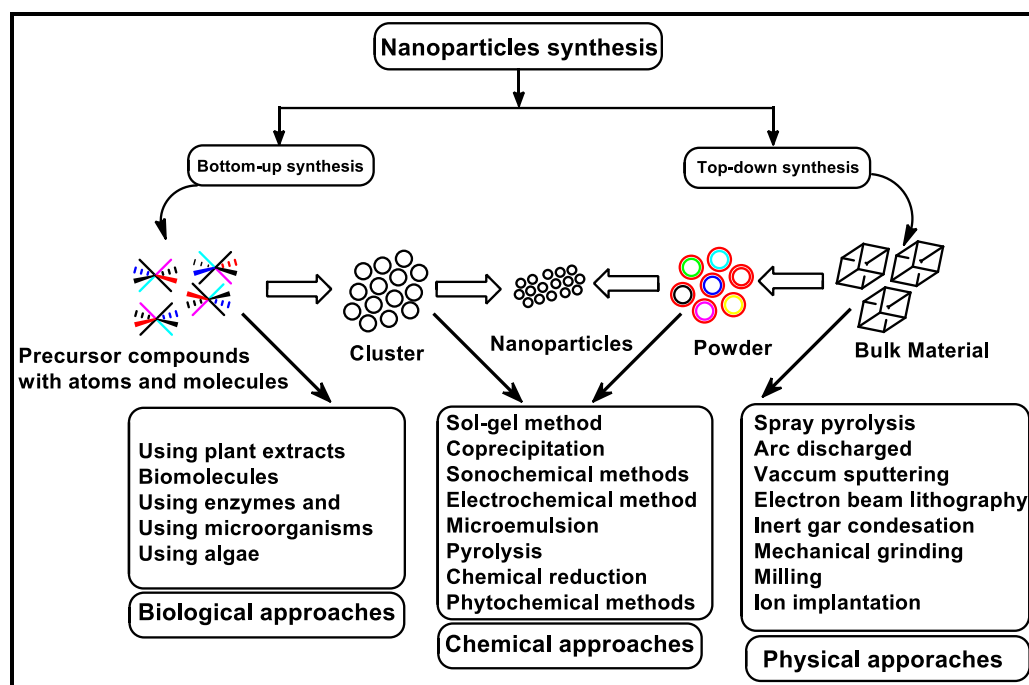 Nanoparticles synthesis
Bottom-up synthesis
Top-down synthesis
Precursor compounds
with atoms and molecules
Cluster
Nanoparticles
Powder
Bulk Material
Using plant extracts
Biomolecules
Using enzymes and
Using microorganisms
Using algae
Biological approaches
Sol-gel method
Coprecipitation
Sonochemical methods
Electrochemical method
Microemulsion
Pyrolysis
Chemical reduction
Phytochemical methods
Chemical approaches
Spray pyrolysis
Arc discharged
Vaccum sputtering
Electron beam lithography
Inert gar condesation
Mechanical grinding
Milling
Ion implantation
Physical apporaches